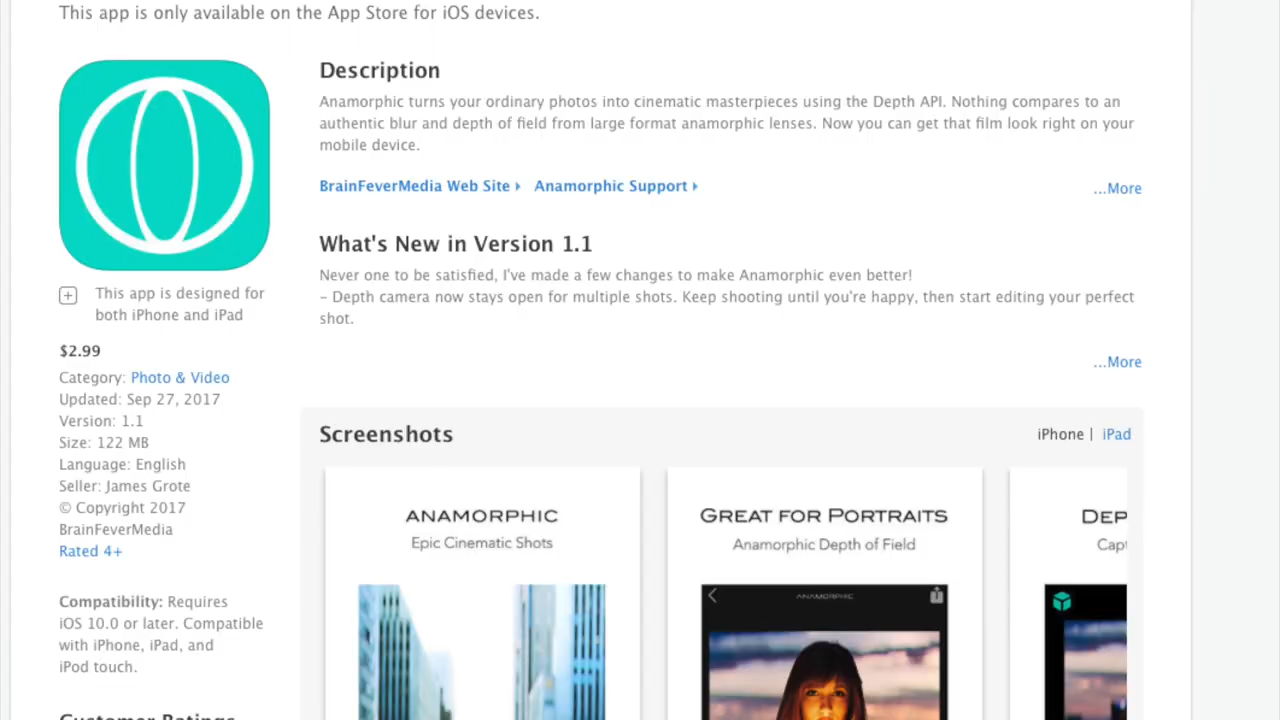 This app is only available on the App Store for iOS devices.
Description
Anamorphic turns your ordinary photos into cinematic masterpieces using the Depth API. Nothing compares to an
authentic blur and depth of field from large format anamorphic lenses. Now you can get that film look right on your
mobile device.
BrainFeverMedia Web Site Anamorphic Support
...More
What's New in Version 1.1
Never one to be satisfied, I've made a few changes to make Anamorphic even better!
- Depth camera now stays open for multiple shots. Keep shooting until you're happy, then start editing your perfect
shot.
...More
This app is designed for
both iPhone and iPad
$2.99
Category: Photo & Video
Updated: Sep 27, 2017
Version: 1.1
Size: 122 MB
Language: English
Seller: James Grote
© Copyright 2017
BrainFeverMedia
Rated 4+
Compatibility: Requires
iOS 10.0 or later. Compatible
with iPhone, iPad, and
iPod touch.
Customer Ratings
Screenshots
iPhone | iPad
ANAMORPHIC
Epic Cinematic Shots
GREAT FOR PORTRAITS
Anamorphic Depth of Field
ANAMORPHIC
DEP
Capt